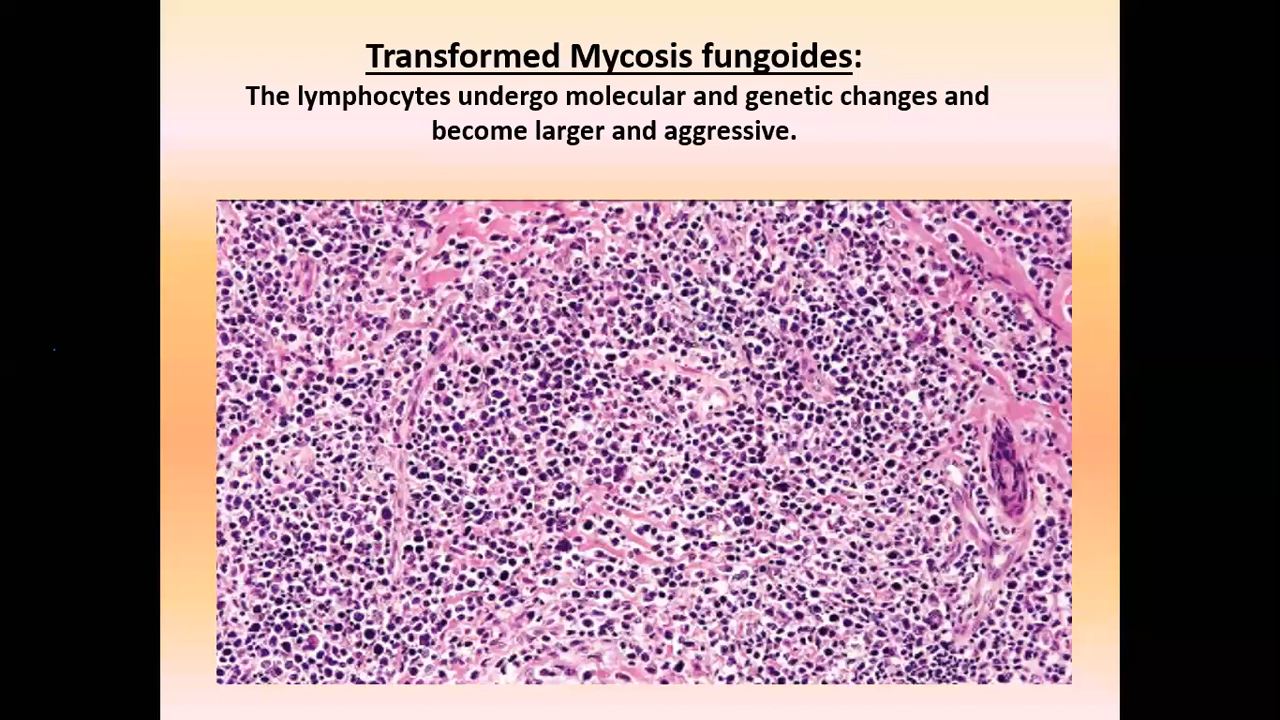 Transformed Mycosis fungoides:
The lymphocytes undergo molecular and genetic changes and
become larger and aggressive.